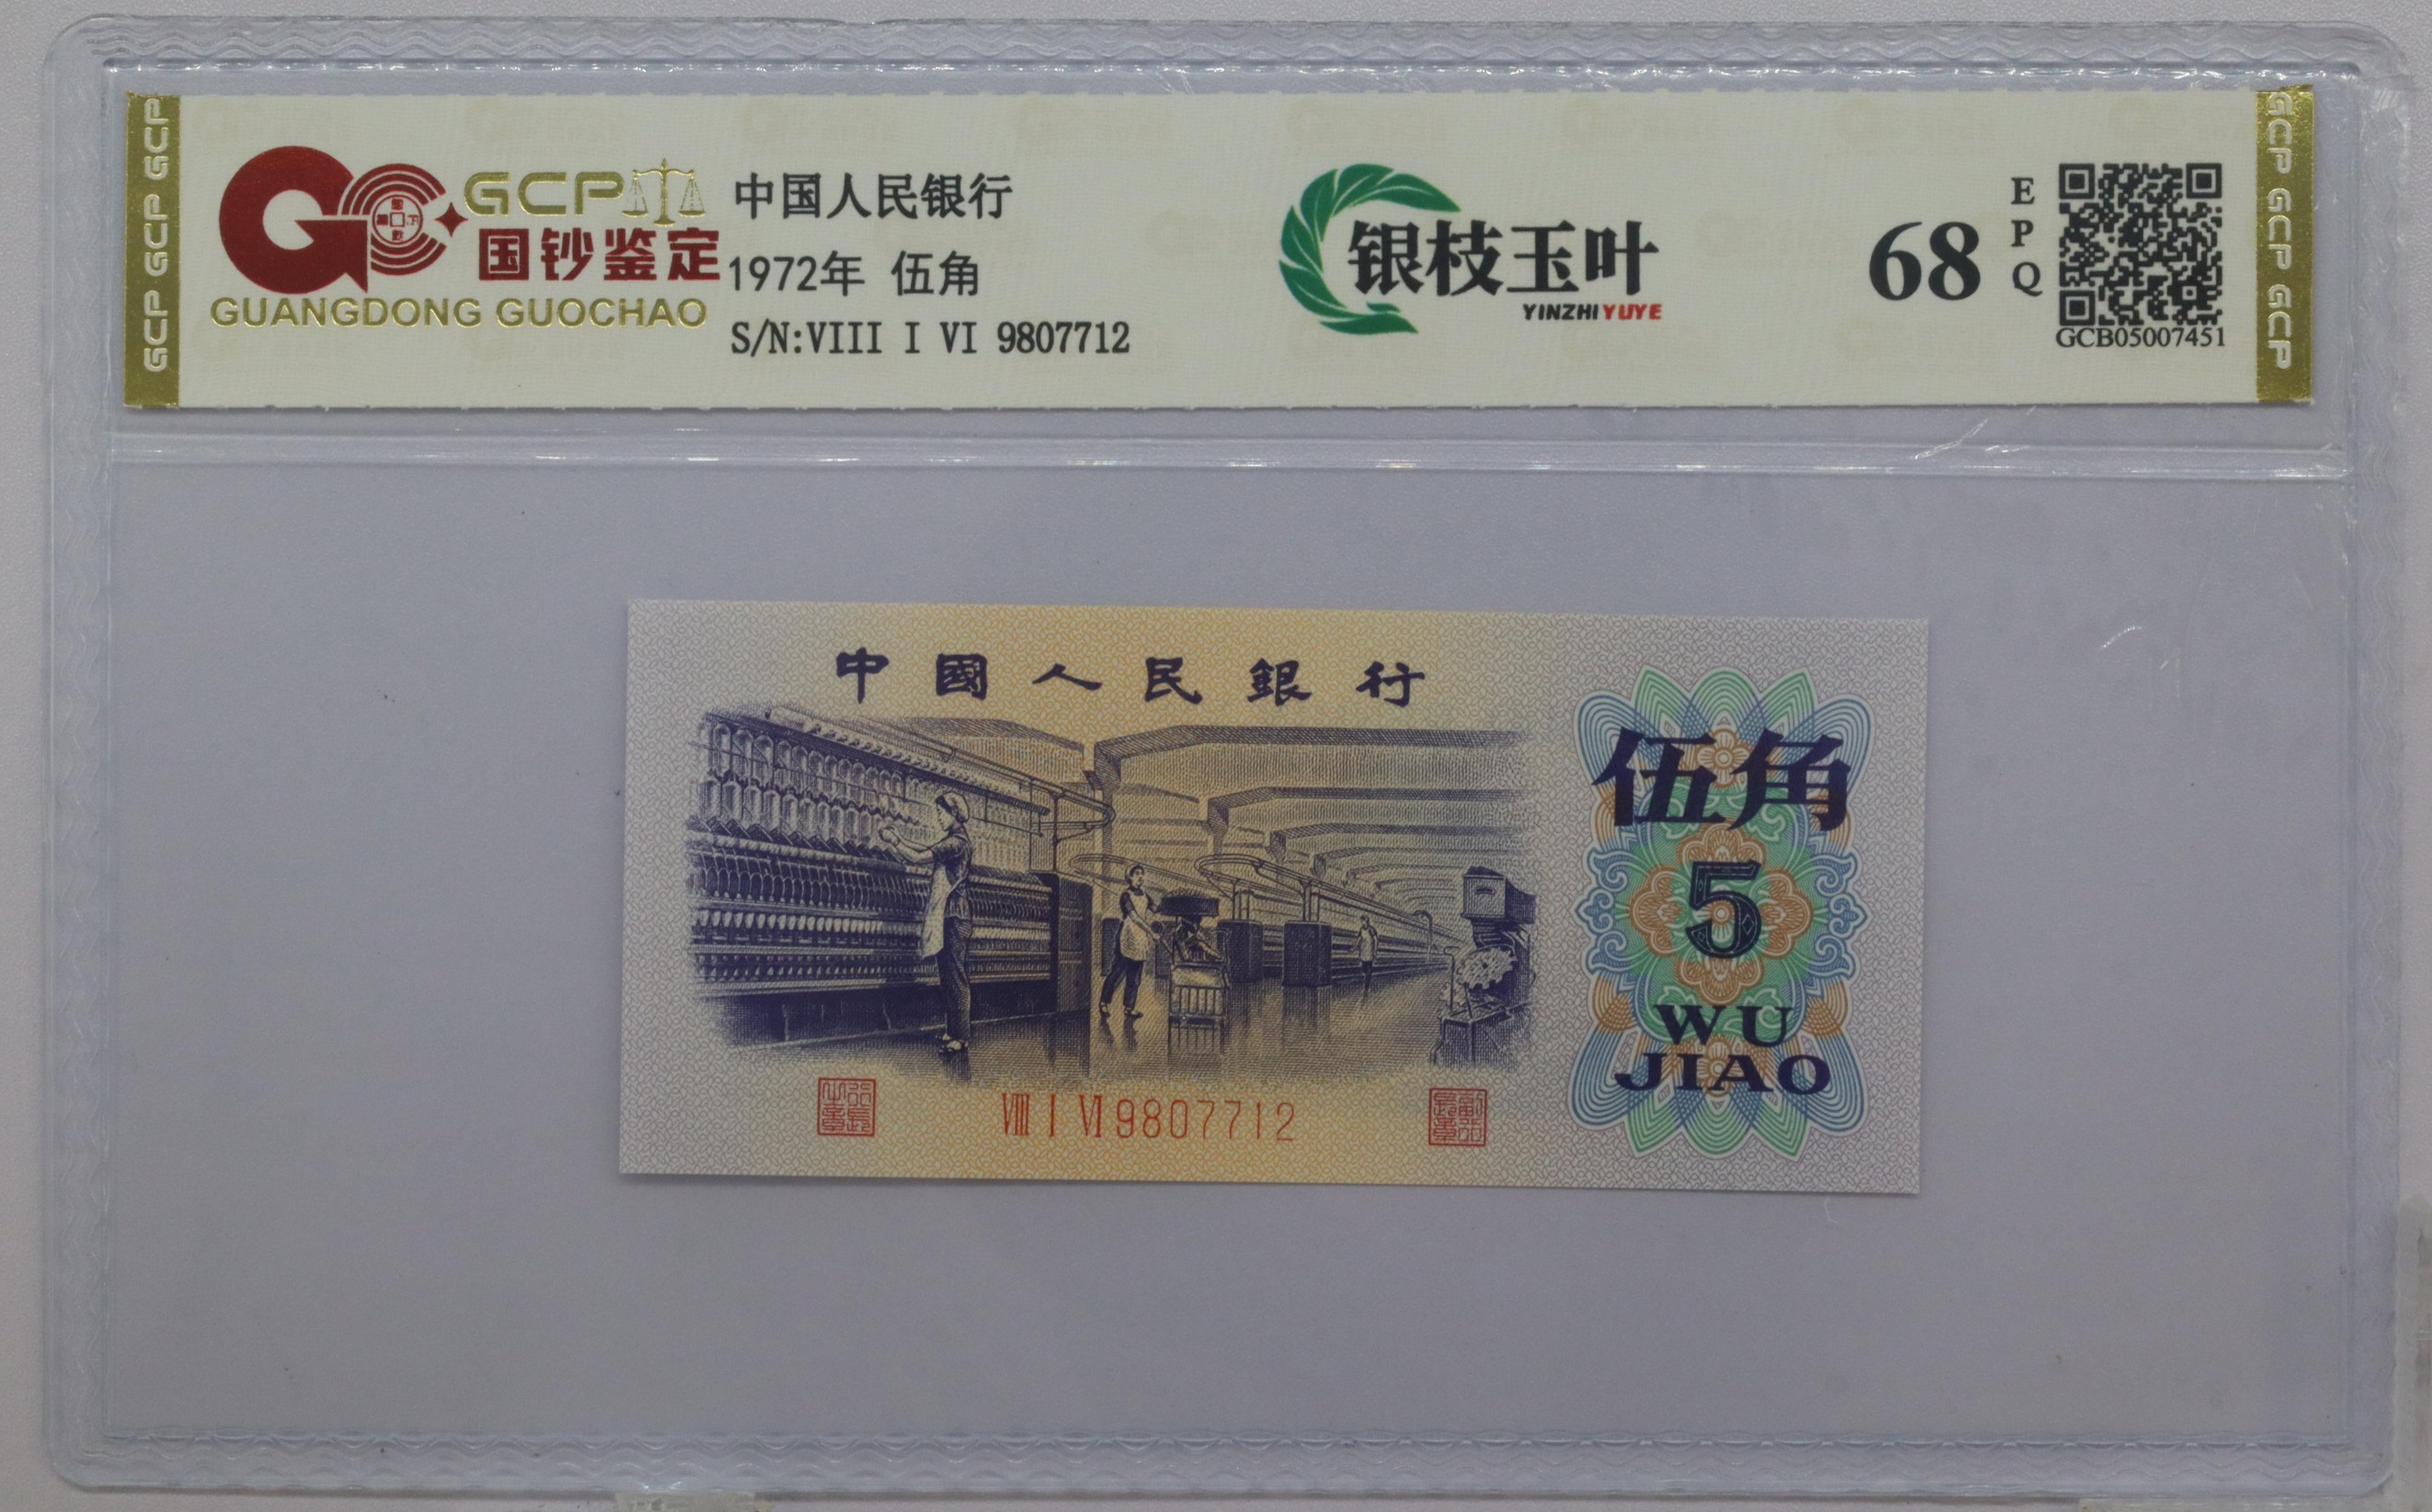 GCP GCP GCP
GCP
国钞鉴定
GUANGDONG GUOCHAO
中国人民银行
1972年 伍角
S/N:VIII I VI 9807712
银枝玉叶
YINZHIYUYE
68
EPQ
GCB05007451
GCP GCP GCP
中國人民銀行
伍角
5
WU
JIAO
VIII I VI 9807712